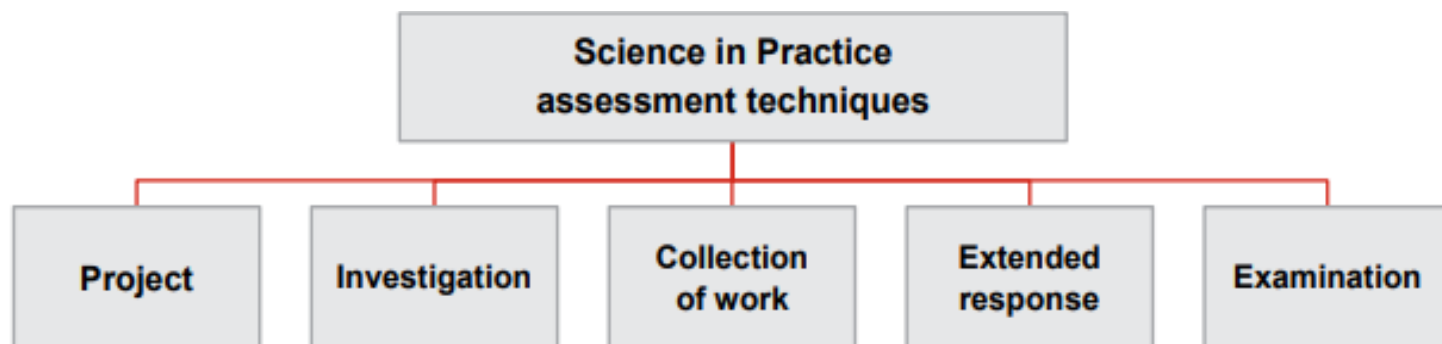 Science in Practice
assessment techniques
Project
Investigation
Collection
of work
Extended
response
Examination